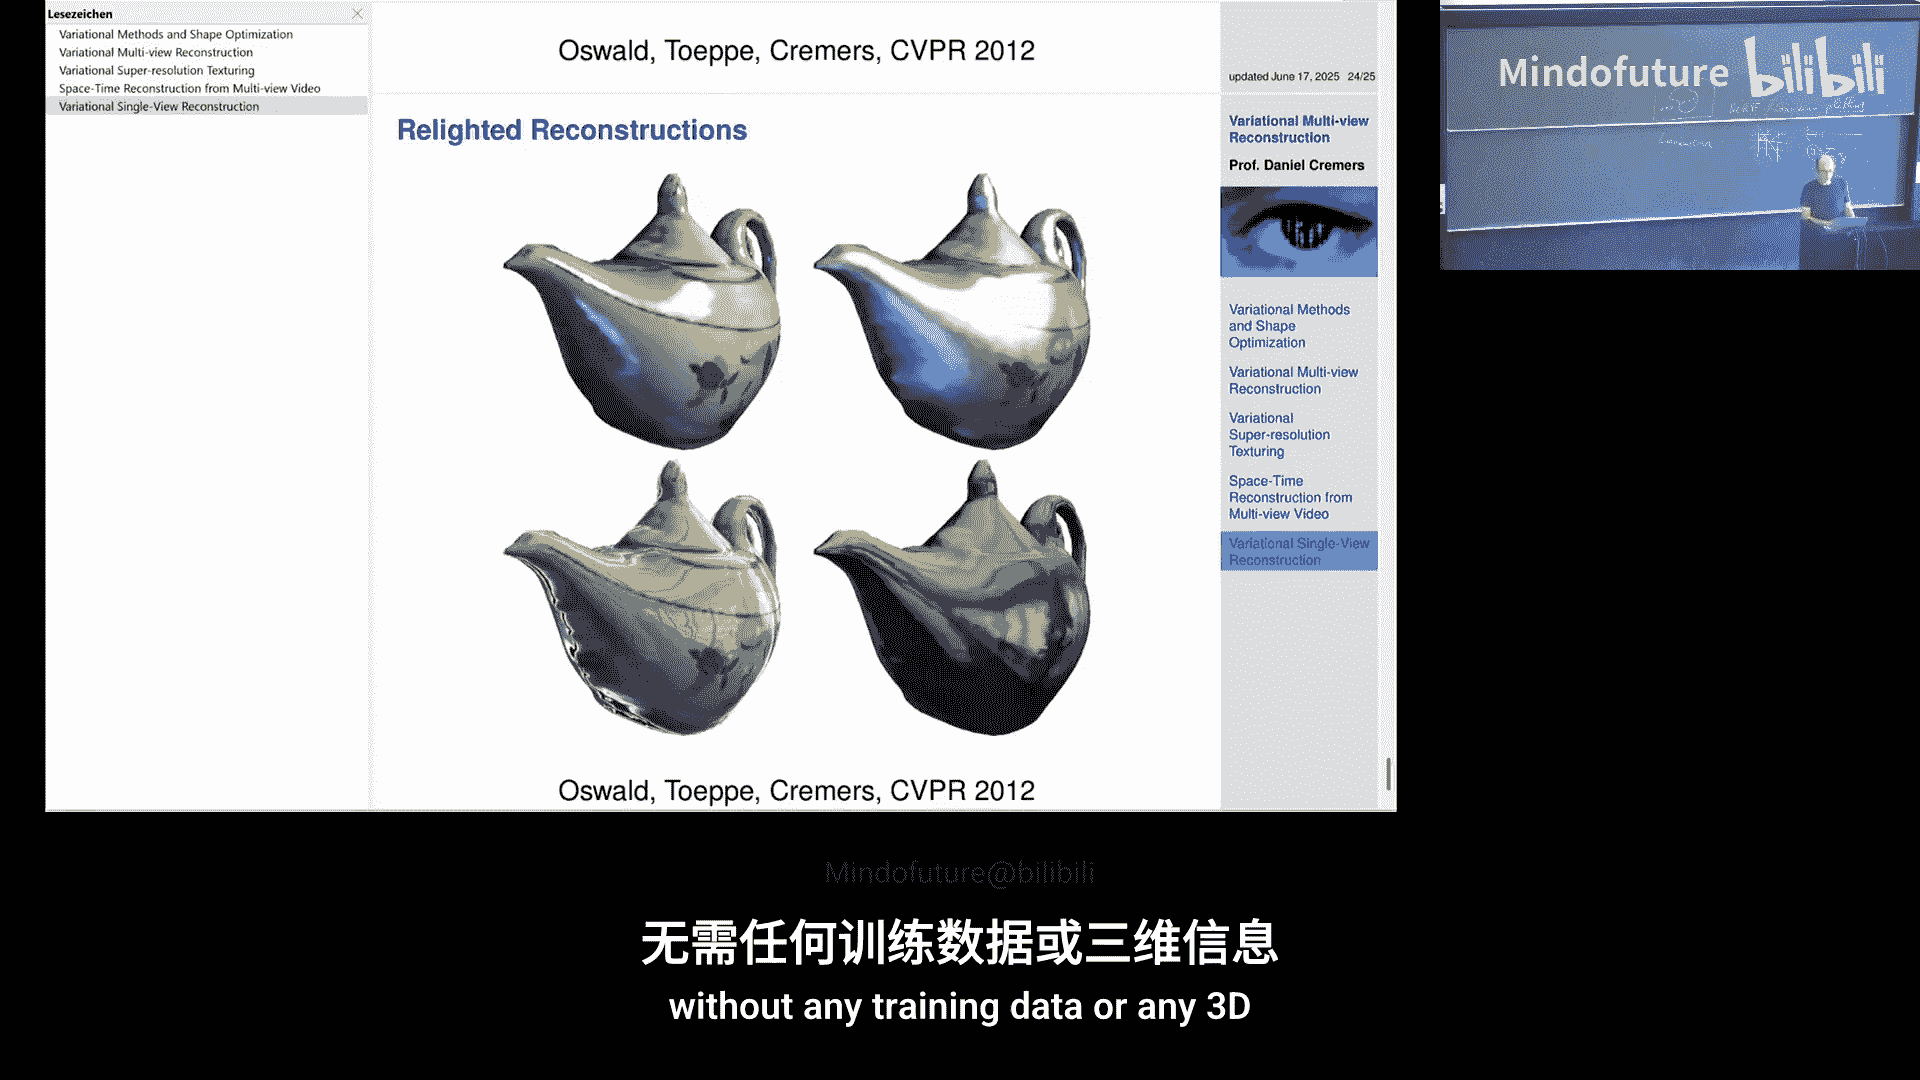 Lesezeichen
Variational Methods and Shape Optimization
Variational Multi-view Reconstruction
Variational Super-resolution Texturing
Space-Time Reconstruction from Multi-view Video
Variational Single-View Reconstruction
Oswald, Toeppe, Cremers, CVPR 2012
Relighted Reconstructions
Oswald, Toeppe, Cremers, CVPR 2012
updated June 17, 2025 24/25
Variational Multi-view
Reconstruction
Prof. Daniel Cremers
Variational Methods
and Shape
Optimization
Variational Multi-view
Reconstruction
Variational
Super-resolution
Texturing
Space-Time
Reconstruction from
Multi-view Video
Variational Single-View
Reconstruction
Mindofuture bilibili
Mindofuture@bilibili
无需任何训练数据或三维信息
without any training data or any 3D